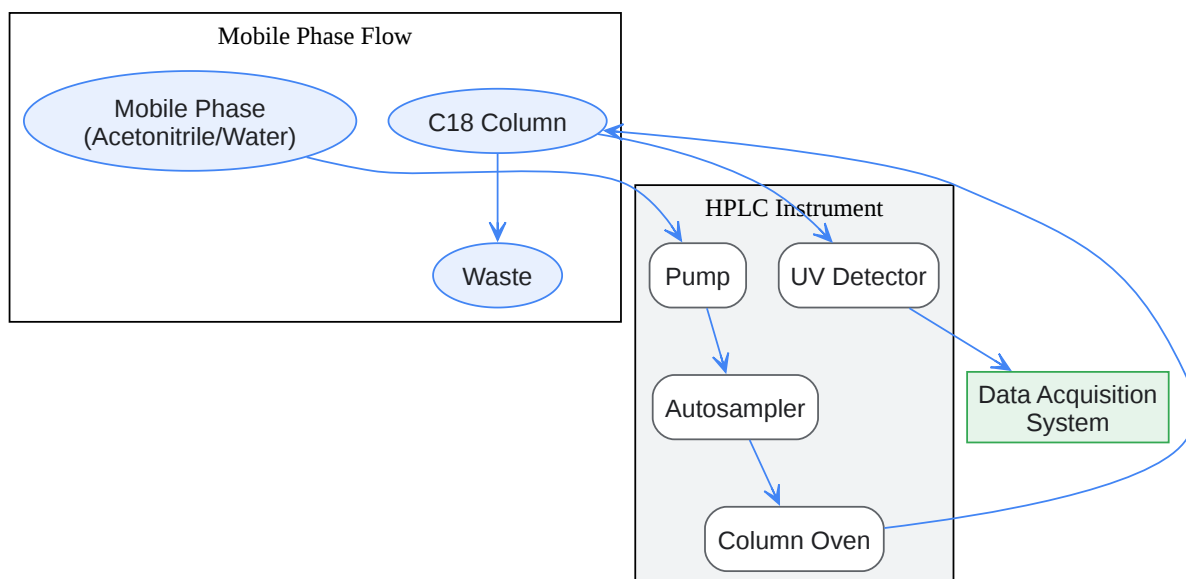 Mobile Phase Flow
Mobile Phase
(Acetonitrile/Water)
C18 Column
Waste
HPLC Instrument
Pump
UV Detector
Autosampler
Data Acquisition
System
Column Oven